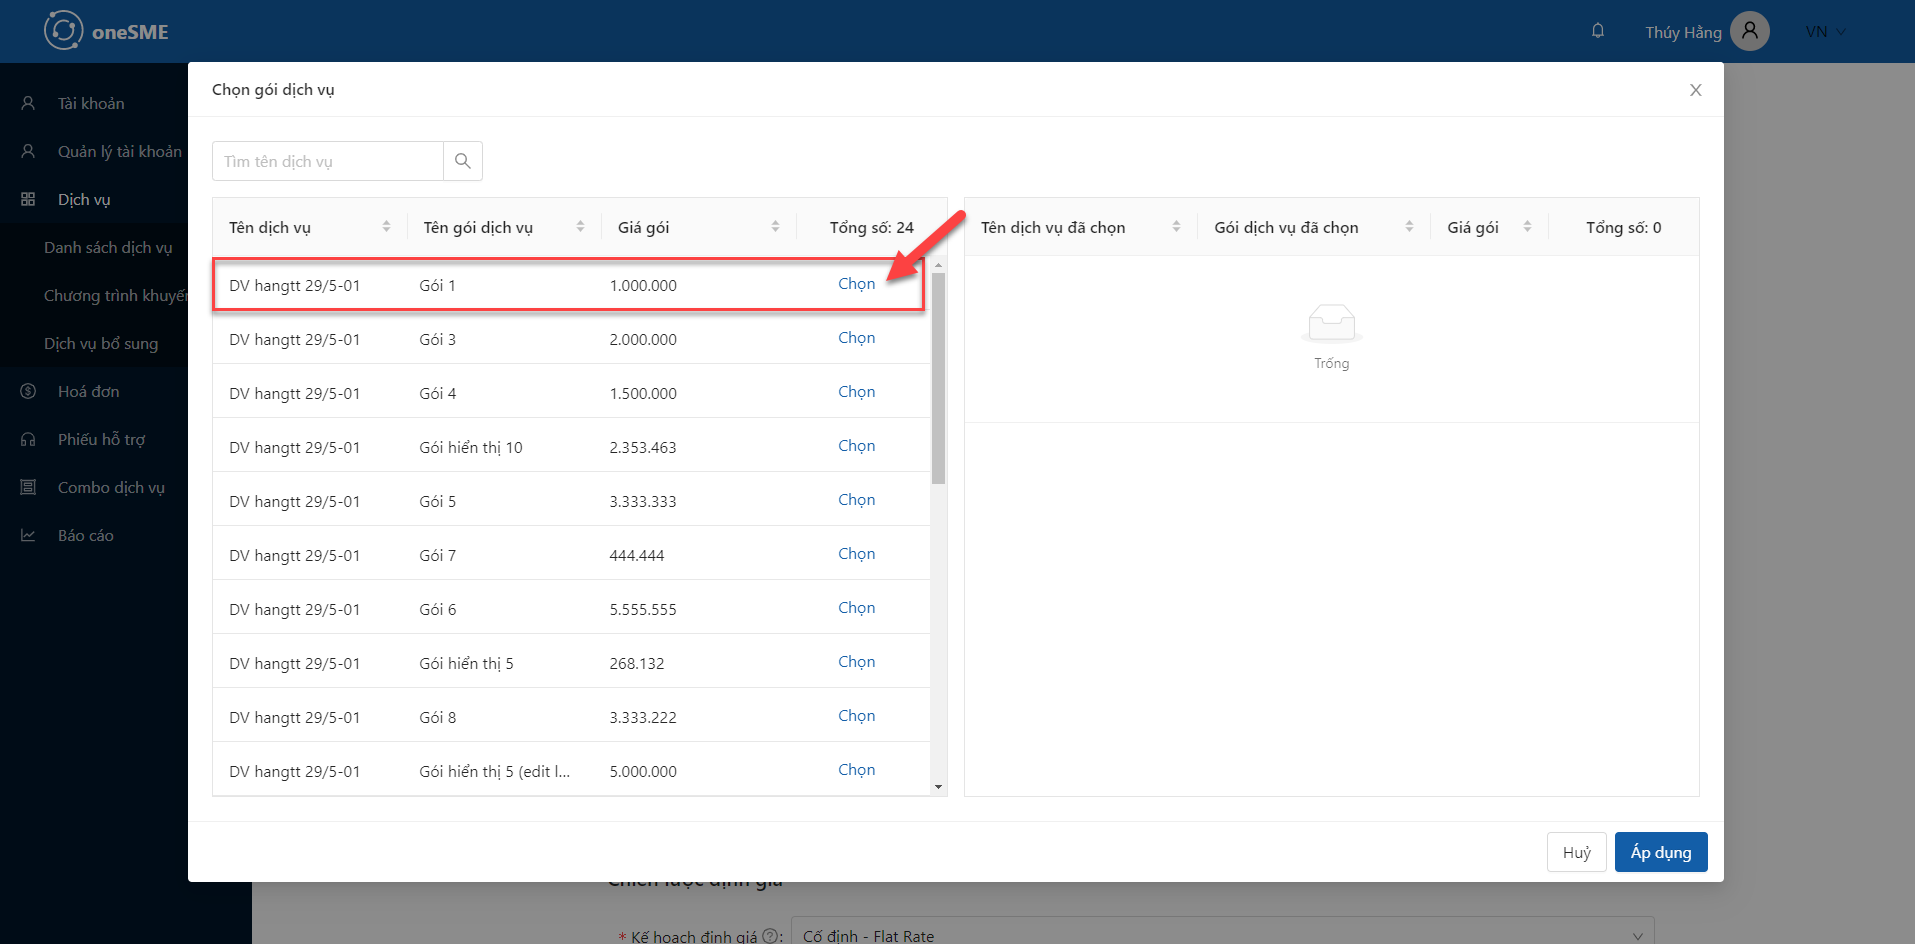 oneSME
Thúy Hằng
VN
Tài khoản
Quản lý tài khoản
Dịch vụ
Danh sách dịch vụ
Chương trình khuyến
Dịch vụ bổ sung
Hoá đơn
Phiếu hỗ trợ
Combo dịch vụ
Báo cáo
Chọn gói dịch vụ
Tìm tên dịch vụ
Tên dịch vụ Tên gói dịch vụ Giá gói Tổng số: 24
DV hangtt 29/5-01 Gói 1 1.000.000 Chọn
DV hangtt 29/5-01 Gói 3 2.000.000 Chọn
DV hangtt 29/5-01 Gói 4 1.500.000 Chọn
DV hangtt 29/5-01 Gói hiển thị 10 2.353.463 Chọn
DV hangtt 29/5-01 Gói 5 3.333.333 Chọn
DV hangtt 29/5-01 Gói 7 444.444 Chọn
DV hangtt 29/5-01 Gói 6 5.555.555 Chọn
DV hangtt 29/5-01 Gói hiển thị 5 268.132 Chọn
DV hangtt 29/5-01 Gói 8 3.333.222 Chọn
DV hangtt 29/5-01 Gói hiển thị 5 (edit l... 5.000.000 Chọn
Tên dịch vụ đã chọn Gói dịch vụ đã chọn Giá gói Tổng số: 0
Trống
Huỷ
Áp dụng
Chiến lược định giá
* Kế hoạch định giá : Cố định - Flat Rate